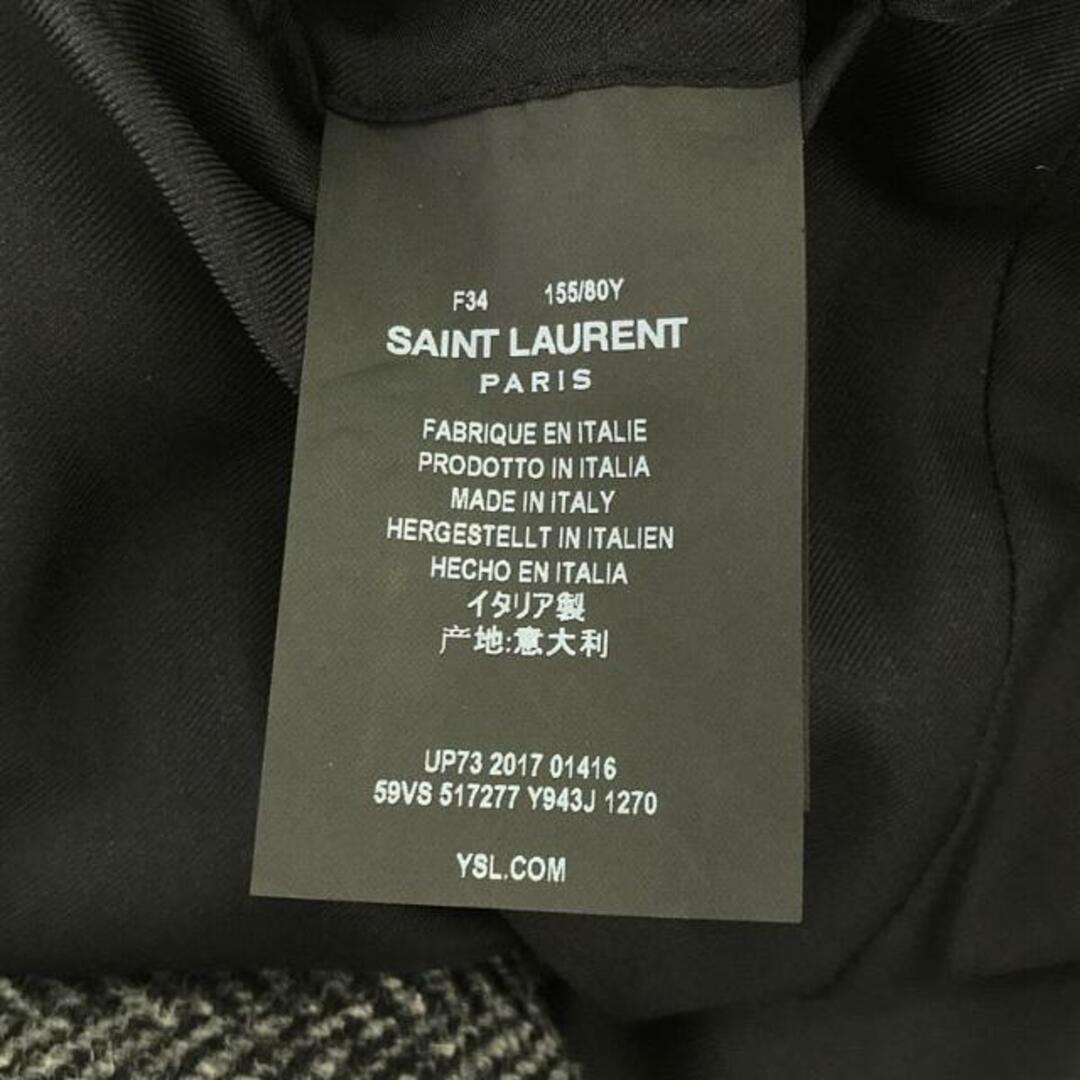 F34 155/80Y
SAINT LAURENT
PARIS
FABRIQUE EN ITALIE
PRODOTTO IN ITALIA
MADE IN ITALY
HERGESTELLT IN ITALIEN
HECHO EN ITALIA
イタリア製
产地:意大利
UP73 2017 01416
59VS 517277 Y943J 1270
YSL.COM